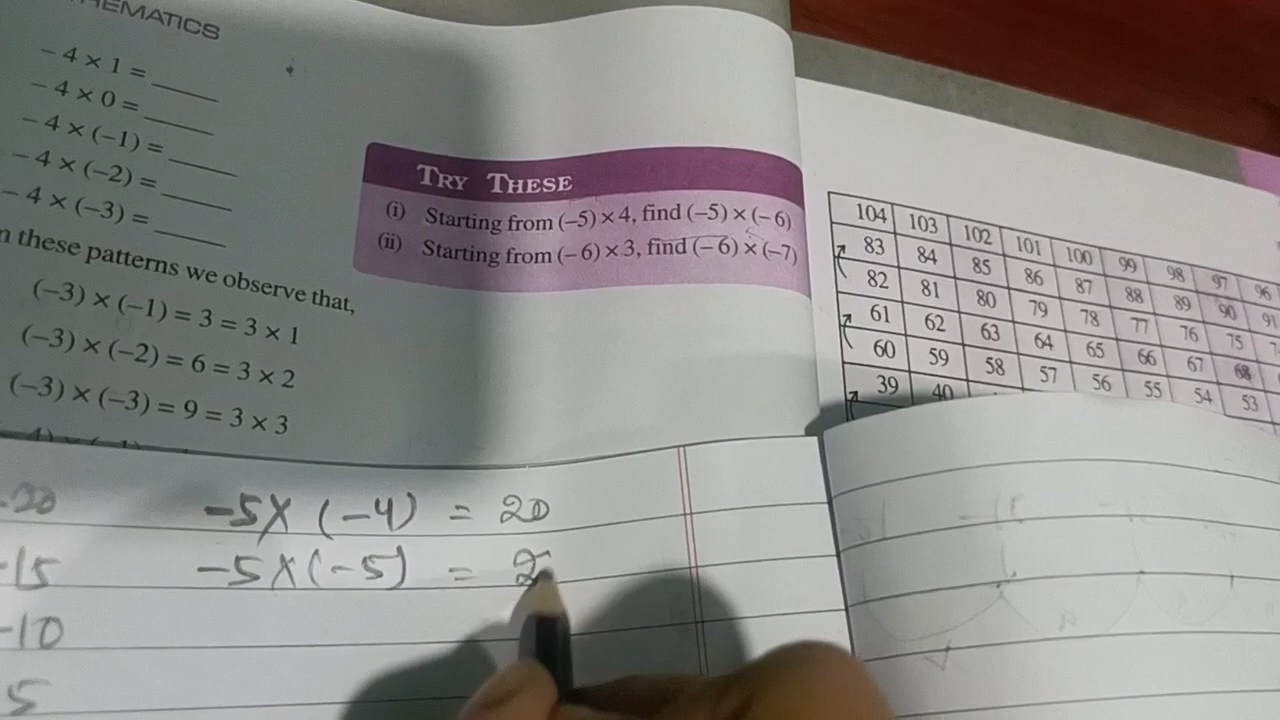 MATHEMATICS
– 4 × 1 = ____
– 4 × 0 = ____
– 4 × (–1) = ____
– 4 × (–2) = ____
– 4 × (–3) = ____
these patterns we observe that,
(–3) × (–1) = 3 = 3 × 1
(–3) × (–2) = 6 = 3 × 2
(–3) × (–3) = 9 = 3 × 3
TRY THESE
(i) Starting from (–5) × 4, find (–5) × (– 6)
(ii) Starting from (– 6) × 3, find (– 6) × (–7)
104 103 102 101 100 99 98 97 96
83 84 85 86 87 88 89 90 91
82 81 80 79 78 77 76 75
61 62 63 64 65 66 67 68
60 59 58 57 56 55 54 53
39 40
-20 -5 × (-4) = 20
-15 -5 × (-5) = 2
-10
5